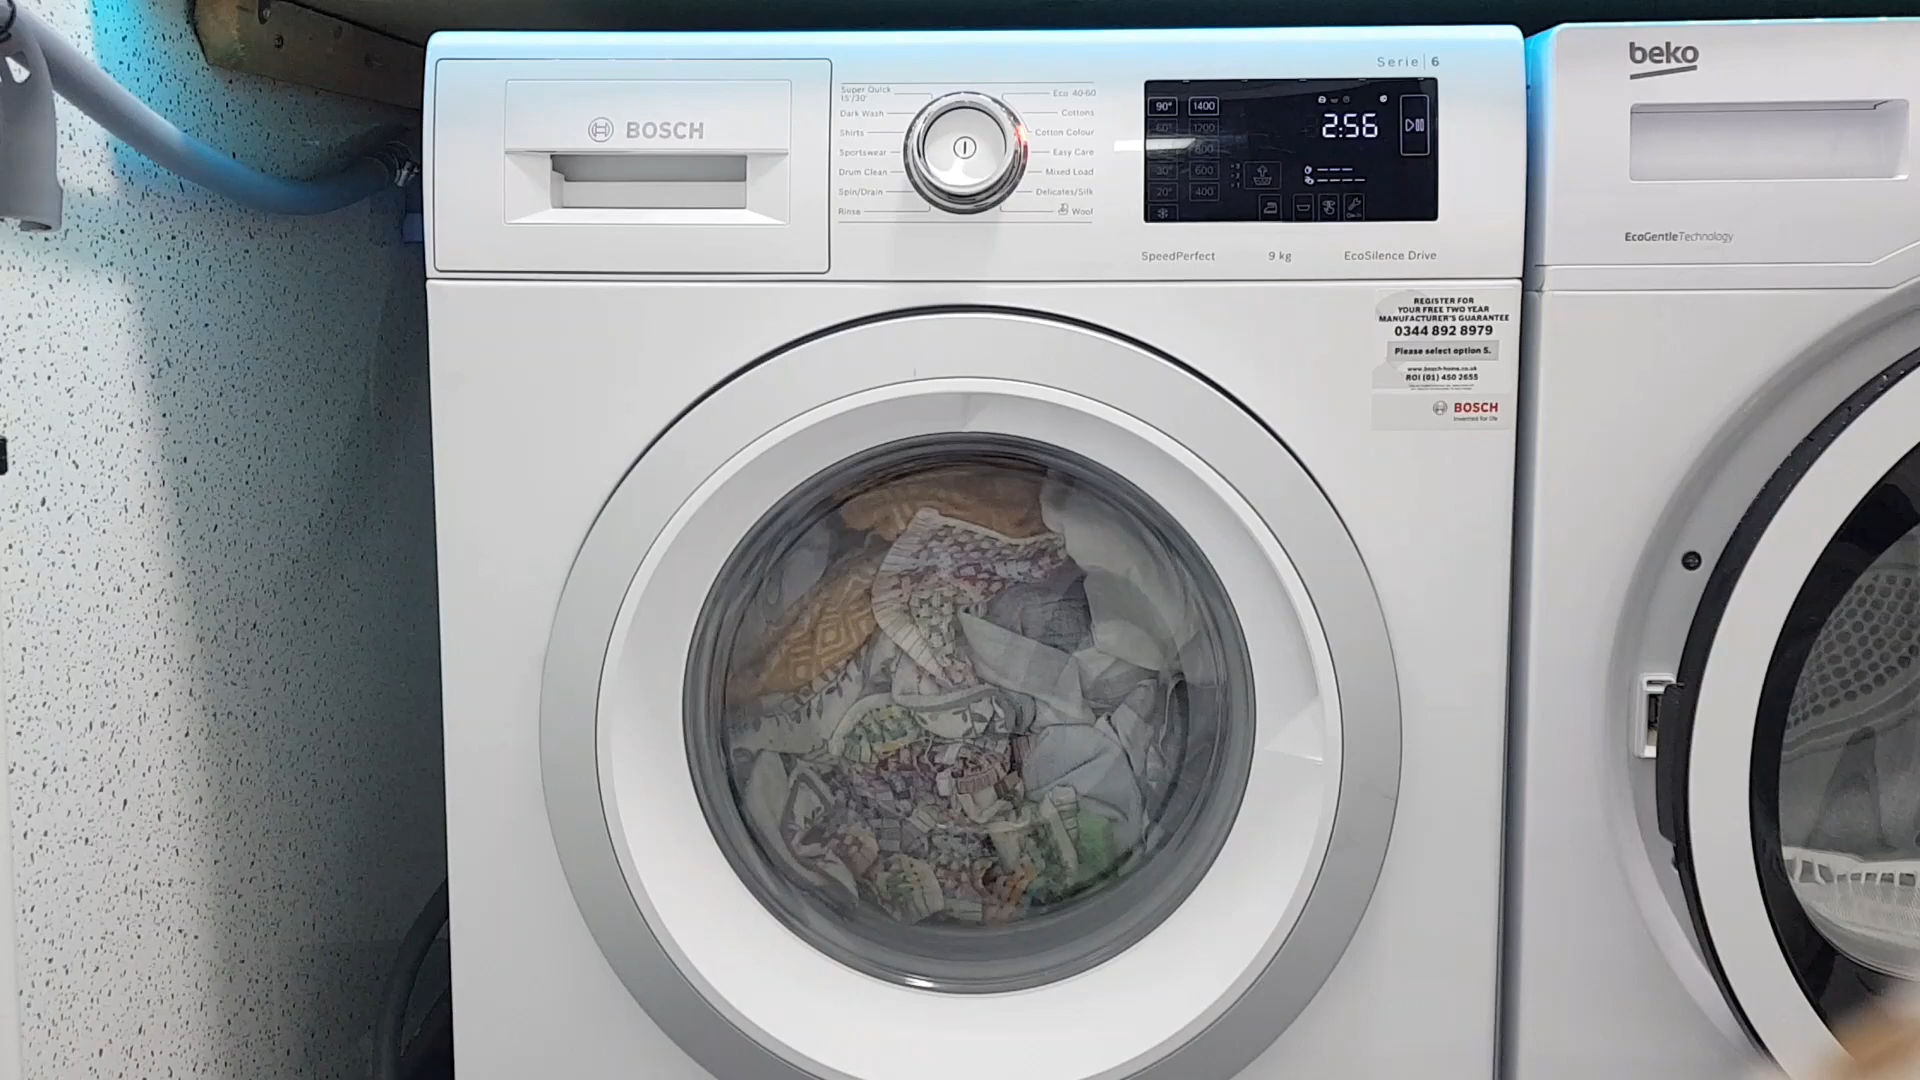 BOSCH
Super Quick
15'/30'
Dark Wash
Shirts
Sportswear
Drum Clean
Spin/Drain
Rinse
Eco 40-60
Cottons
Cotton Colour
Easy Care
Mixed Load
Delicates/Silk
Wool
Serie | 6
90° 1400
60° 1200
800
30° 600
20° 400
2:56
SpeedPerfect 9 kg EcoSilence Drive
REGISTER FOR
YOUR FREE TWO YEAR
MANUFACTURER'S GUARANTEE
0344 892 8979
Please select option 5.
www.bosch-home.co.uk
ROI (01) 450 2655
BOSCH
Invented for life
beko
EcoGentleTechnology